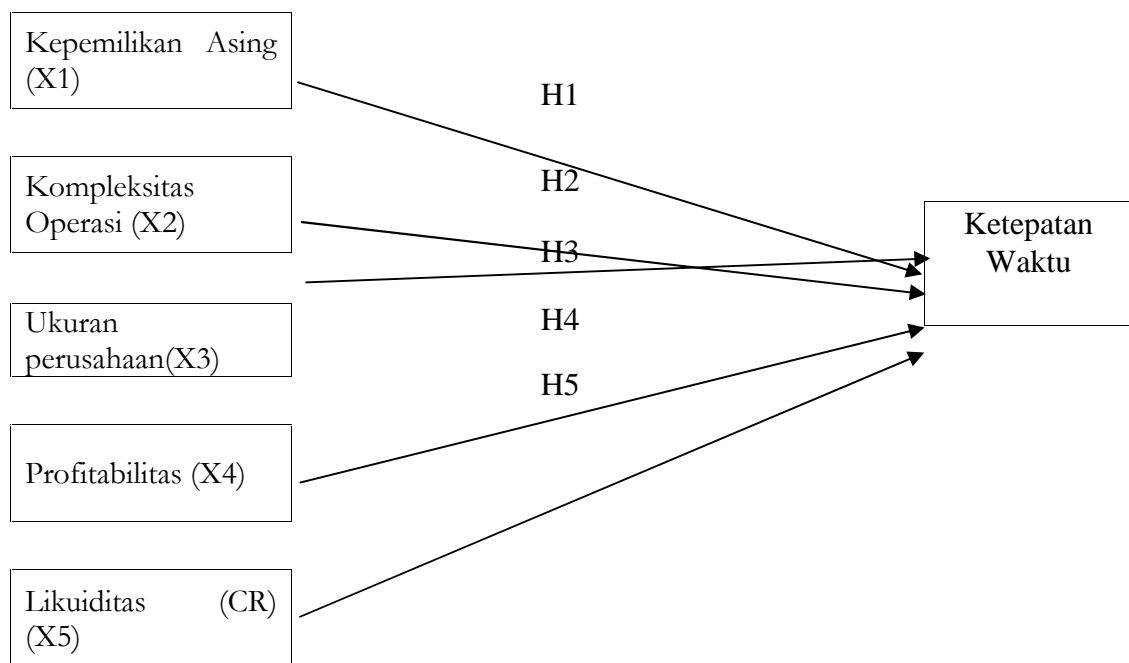 Kepemilikan Asing
(X1)
Kompleksitas
Operasi (X2)
Ukuran
perusahaan(X3)
Profitabilitas (X4)
Likuiditas (CR)
(X5)
H1
H2
H3
H4
H5
Ketepatan
Waktu